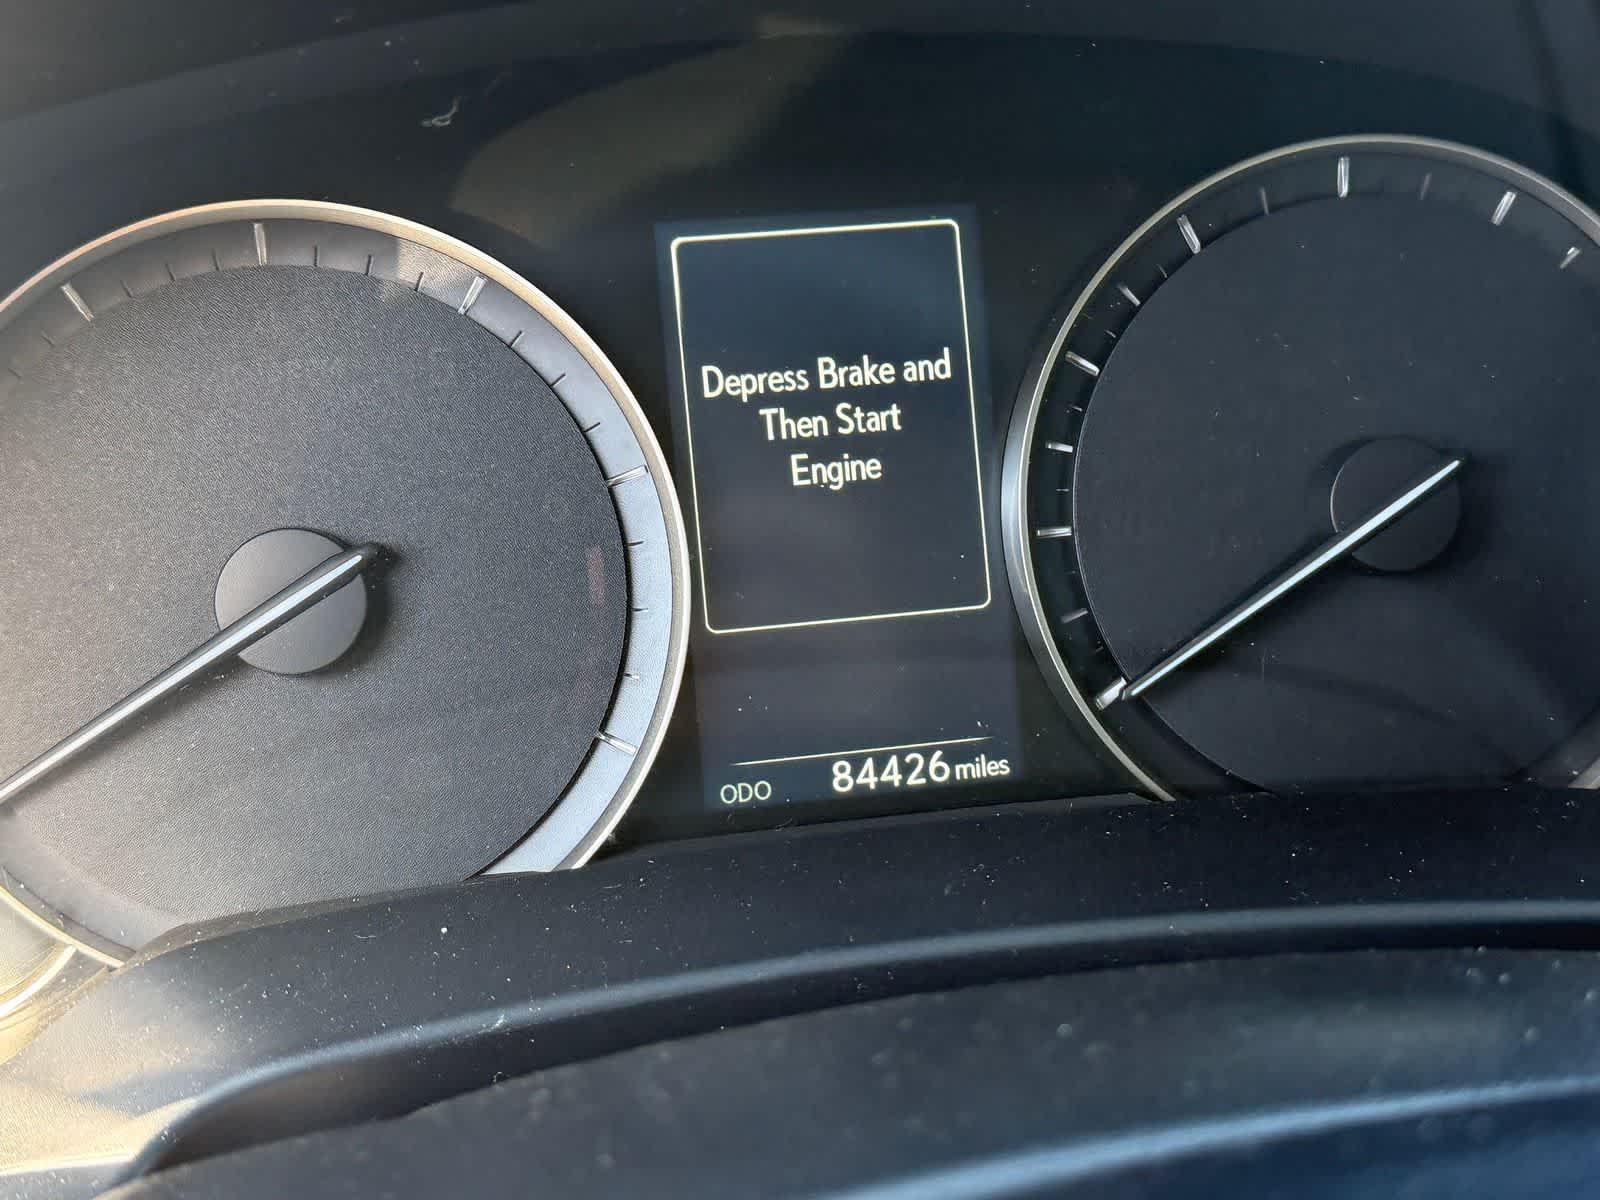 Depress Brake and
Then Start
Engine
ODO 84426 miles